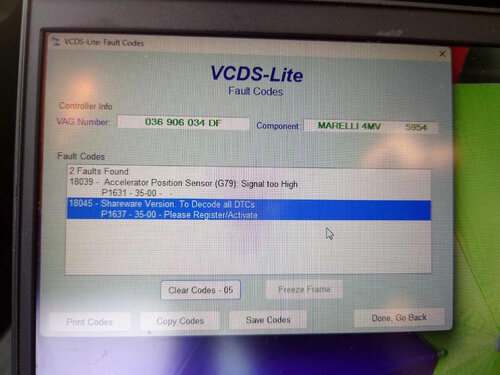 VCDS-Lite: Fault Codes
VCDS-Lite
Fault Codes
Controller Info
VAG Number: 036 906 034 DF Component: MARELLI 4MV 5954
Fault Codes
2 Faults Found:
18039 - Accelerator Position Sensor (G79): Signal too High
P1631 - 35-00 - -
18045 - Shareware Version. To Decode all DTCs
P1637 - 35-00 - Please Register/Activate
Clear Codes - 05 Freeze Frame
Print Codes Copy Codes Save Codes Done, Go Back